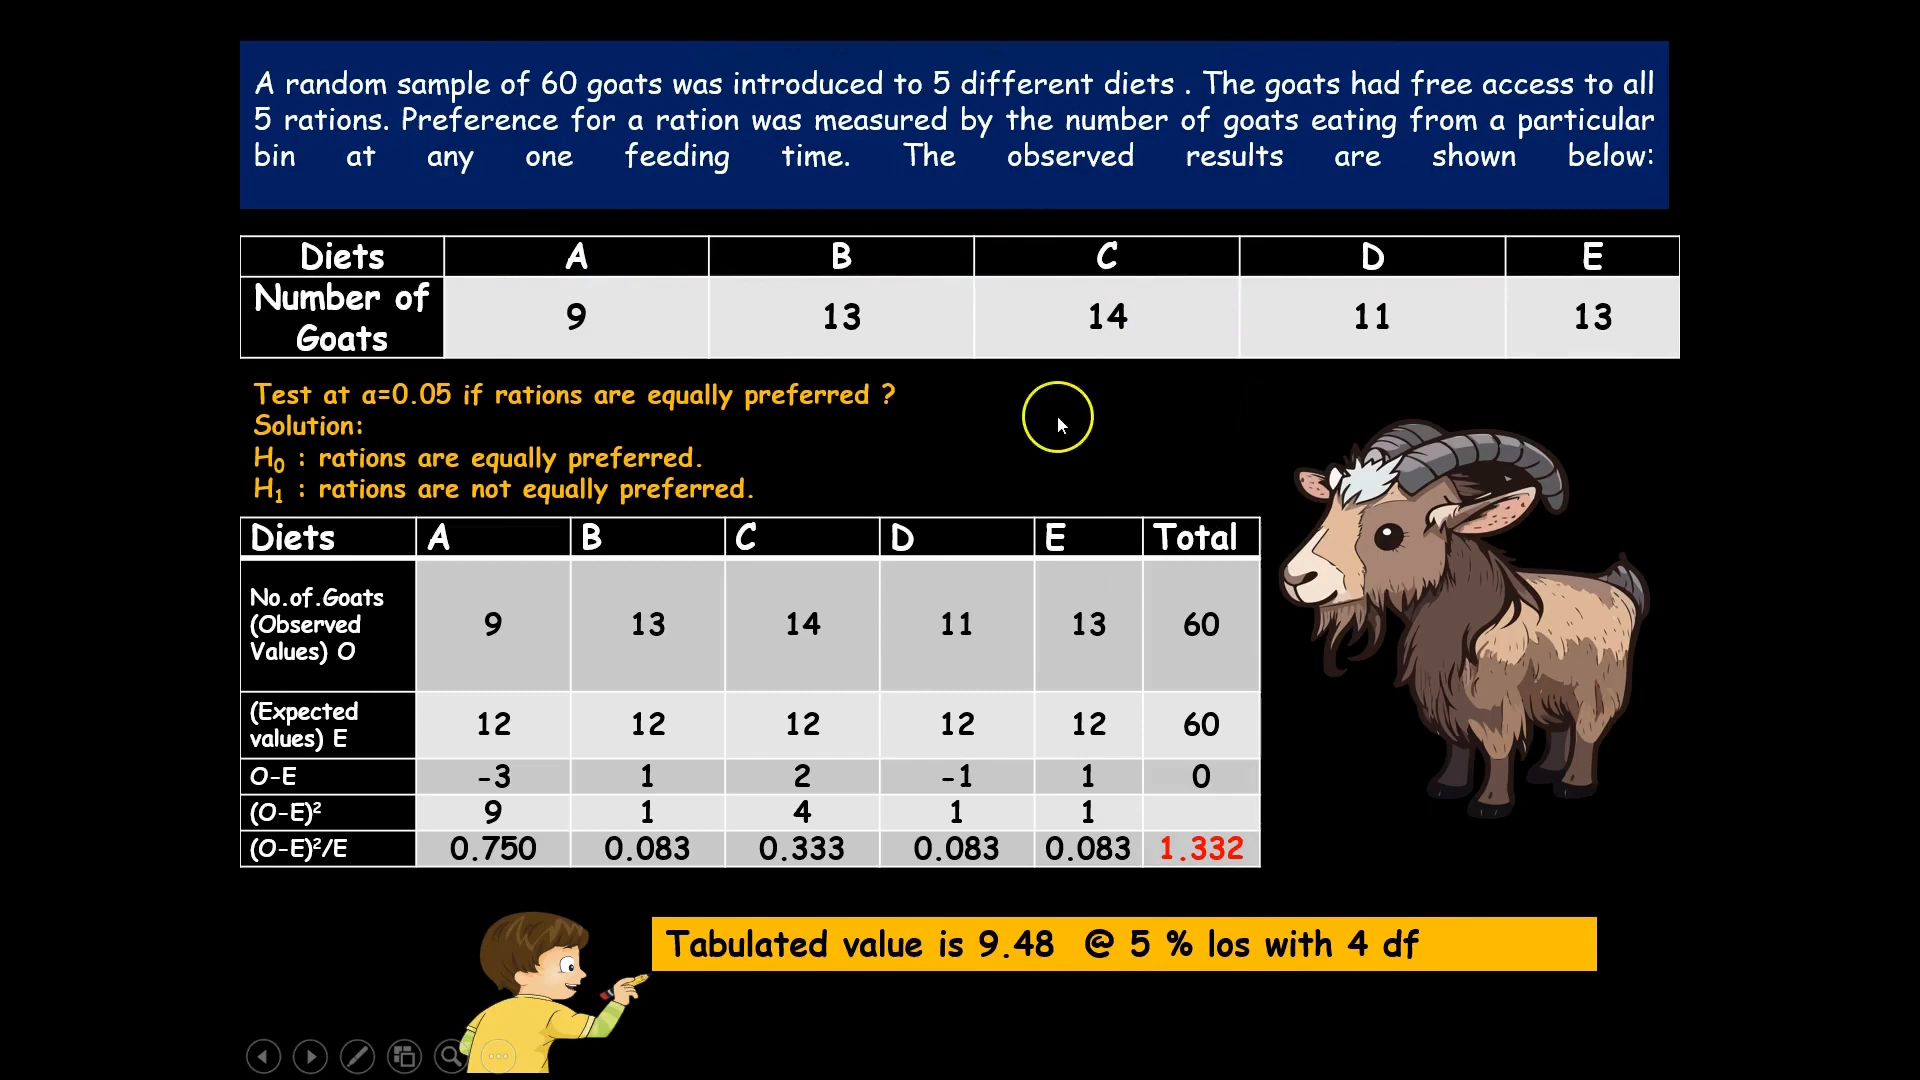 A random sample of 60 goats was introduced to 5 different diets . The goats had free access to all
5 rations. Preference for a ration was measured by the number of goats eating from a particular
bin at any one feeding time. The observed results are shown below:
Diets A B C D E
Number of
Goats 9 13 14 11 13
Test at α=0.05 if rations are equally preferred ?
Solution:
H₀ : rations are equally preferred.
H₁ : rations are not equally preferred.
Diets A B C D E Total
No.of.Goats
(Observed
Values) O 9 13 14 11 13 60
(Expected
values) E 12 12 12 12 12 60
O-E -3 1 2 -1 1 0
(O-E)² 9 1 4 1 1
(O-E)²/E 0.750 0.083 0.333 0.083 0.083 1.332
Tabulated value is 9.48 @ 5 % los with 4 df